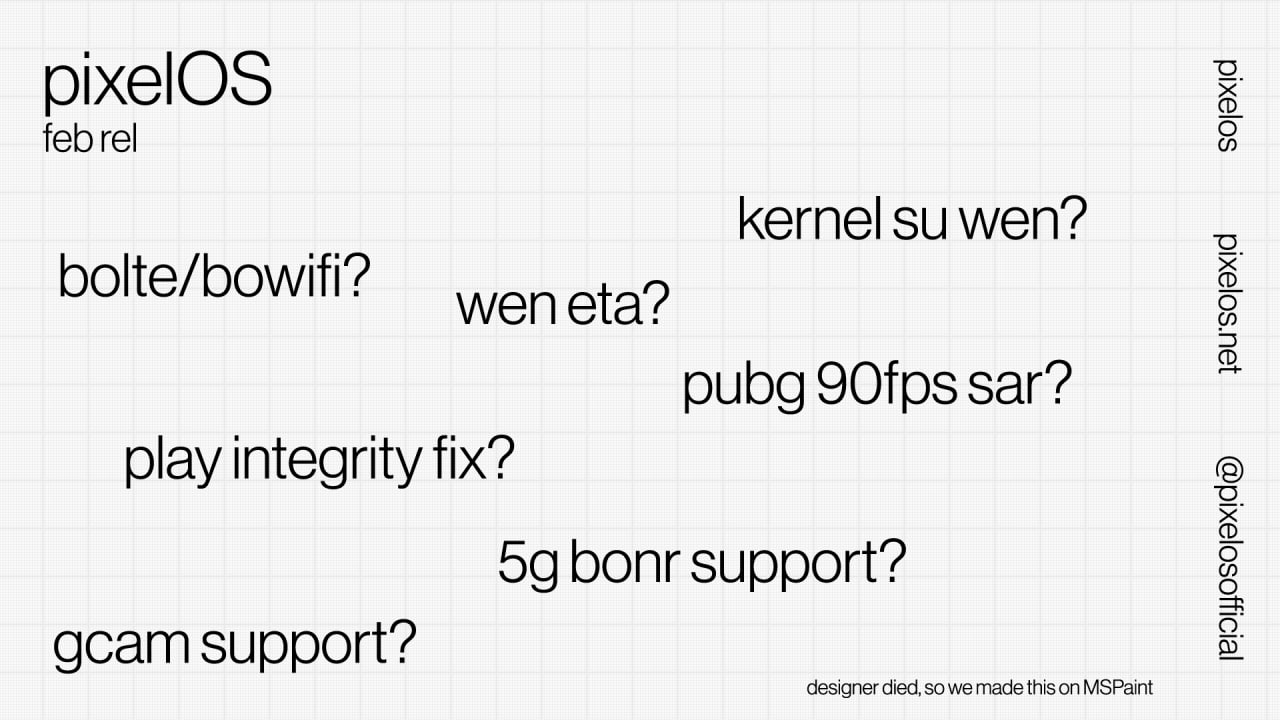 pixelOS
feb rel
kernel su wen?
bolte/bowifi?
wen eta?
pubg 90fps sar?
play integrity fix?
5g bonr support?
gcam support?
designer died, so we made this on MSPaint
pixelos
pixelos.net
@pixelosofficial